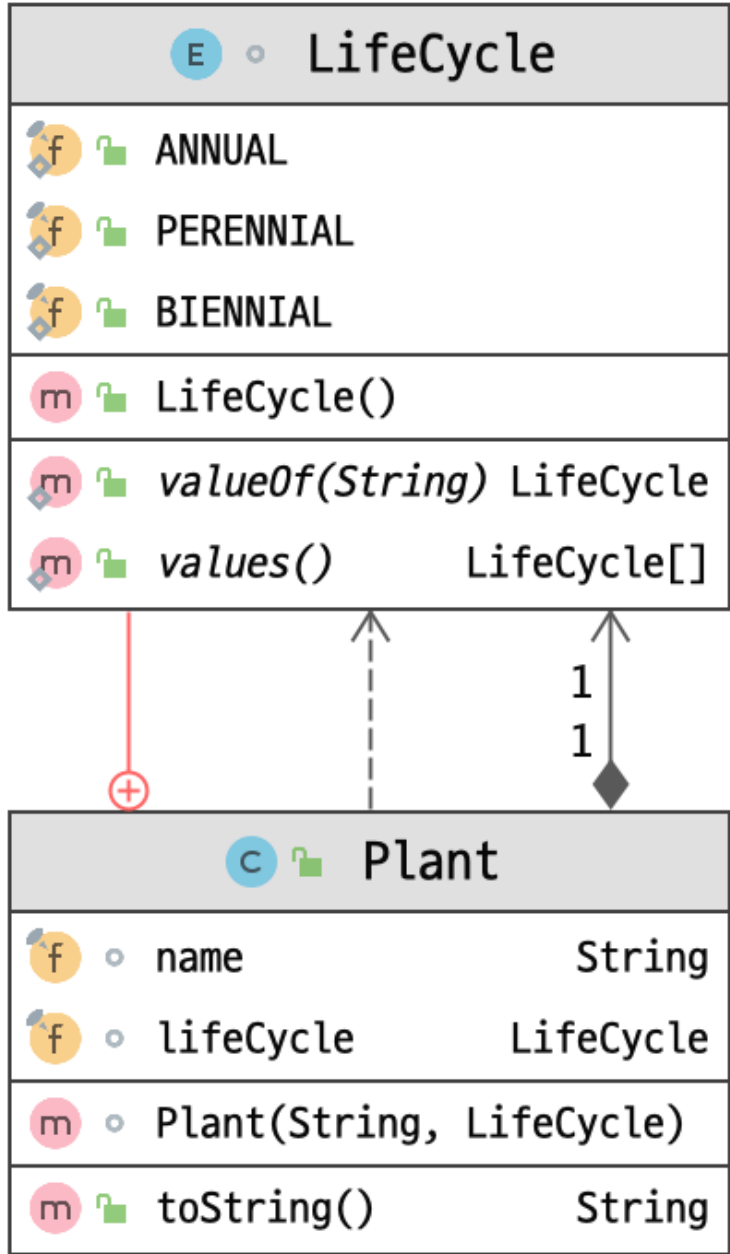 E LifeCycle
f ANNUAL
f PERENNIAL
f BIENNIAL
m LifeCycle()
m valueOf(String) LifeCycle
m values() LifeCycle[]
1
1
C Plant
f name String
f lifeCycle LifeCycle
m Plant(String, LifeCycle)
m toString() String